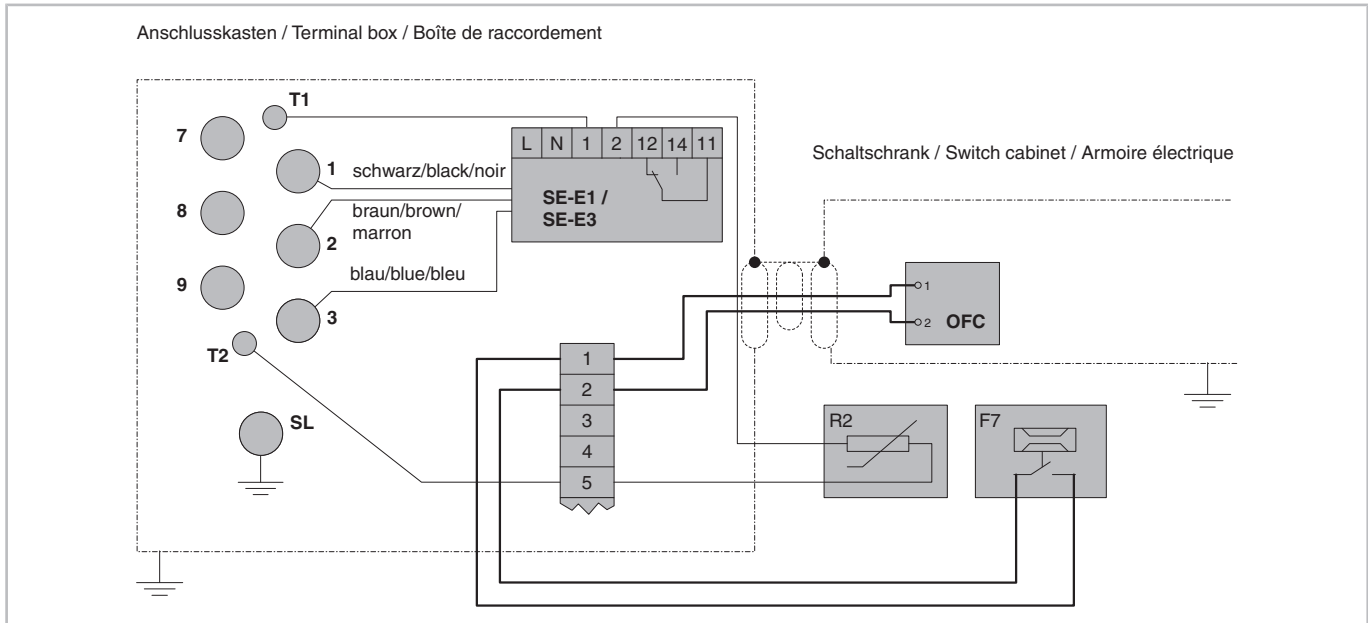 Anschlusskasten / Terminal box / Boîte de raccordement
T1
7
L N 1 2 12 14 11
Schaltschrank / Switch cabinet / Armoire électrique
1 schwarz/black/noir
SE-E1 /
SE-E3
8
braun/brown/
marron
2
9
blau/blue/bleu
1
2 OFC
3
T2
1
2
3
4
5
R2
F7
SL